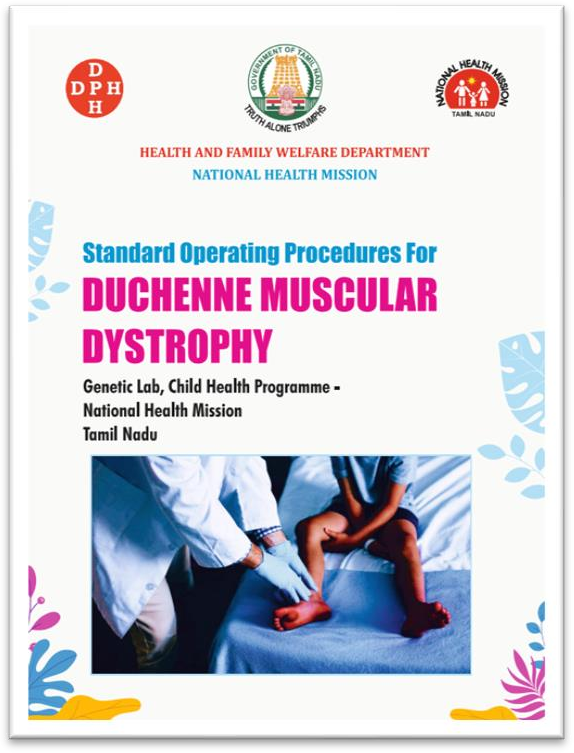 D
DPH
H
GOVERNMENT OF TAMIL NADU
TRUTH ALONE TRIUMPHS
NATIONAL HEALTH MISSION
TAMIL NADU
HEALTH AND FAMILY WELFARE DEPARTMENT
NATIONAL HEALTH MISSION
Standard Operating Procedures For
DUCHENNE MUSCULAR
DYSTROPHY
Genetic Lab, Child Health Programme -
National Health Mission
Tamil Nadu